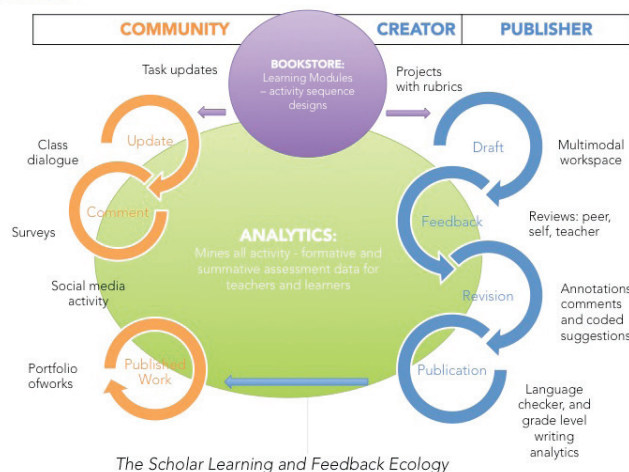 COMMUNITY
CREATOR
PUBLISHER
BOOKSTORE:
Learning Modules
– activity sequence
designs
Task updates
Projects
with rubrics
Update
Class
dialogue
Comment
Surveys
Social media
activity
Published
Work
Portfolio
ofworks
ANALYTICS:
Mines all activity - formative and
summative assessment data for
teachers and learners
Draft
Multimodal
workspace
Feedback
Reviews: peer,
self, teacher
Revision
Annotations,
comments
and coded
suggestions
Publication
Language
checker, and
grade level
writing
analytics
The Scholar Learning and Feedback Ecology